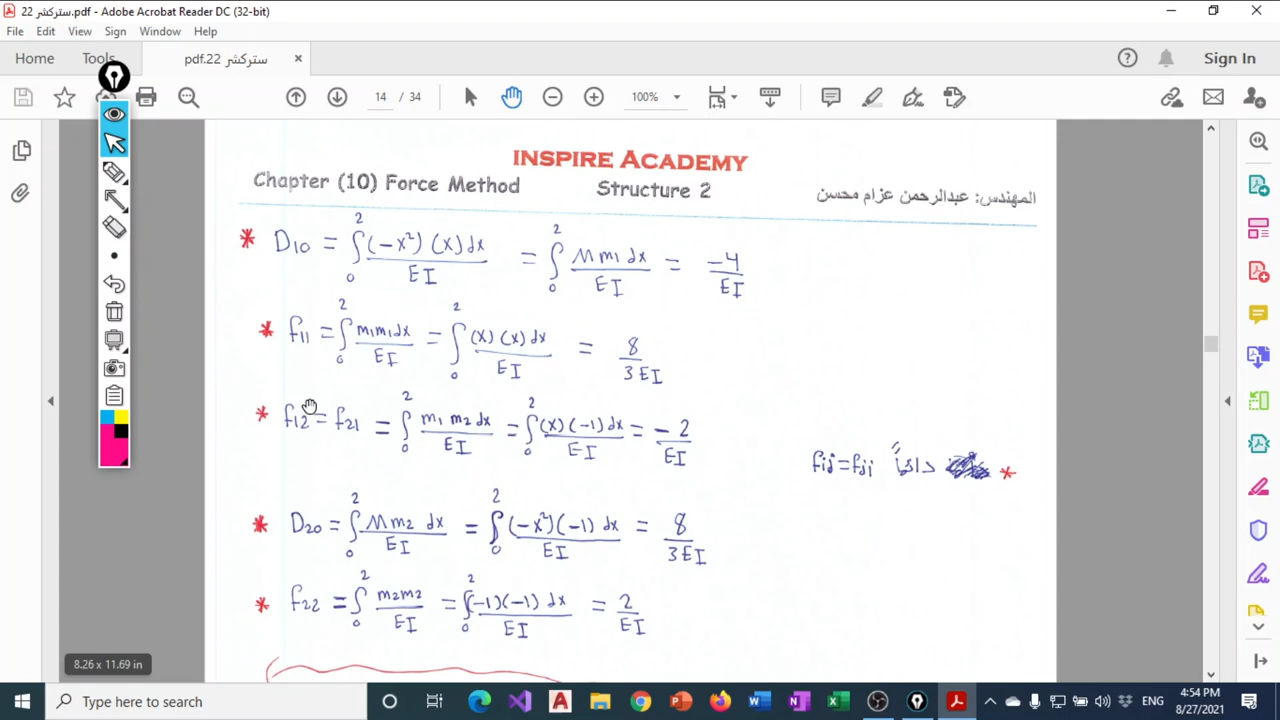 ستركشر 22.pdf - Adobe Acrobat Reader DC (32-bit)
File Edit View Sign Window Help
Home Tools ستركشر 22.pdf × Sign In
14 / 34 100%
INSPIRE ACADEMY
Chapter (10) Force Method Structure 2 المهندس: عبدالرحمن عزام محسن
* D10 = ∫₀² (-x²) (x) dx / EI = ∫₀² M m1 dx / EI = -4 / EI
* f11 = ∫₀² m1 m1 dx / EI = ∫₀² (x) (x) dx / EI = 8 / 3EI
* f12 = f21 = ∫₀² m1 m2 dx / EI = ∫₀² (x) (-1) dx / EI = -2 / EI
* دائماً fij = fji
* D20 = ∫₀² M m2 dx / EI = ∫₀² (-x²) (-1) dx / EI = 8 / 3EI
* f22 = ∫₀² m2 m2 / EI = ∫₀² (-1) (-1) dx / EI = 2 / EI
8.26 x 11.69 in
Type here to search
ENG
4:54 PM
8/27/2021